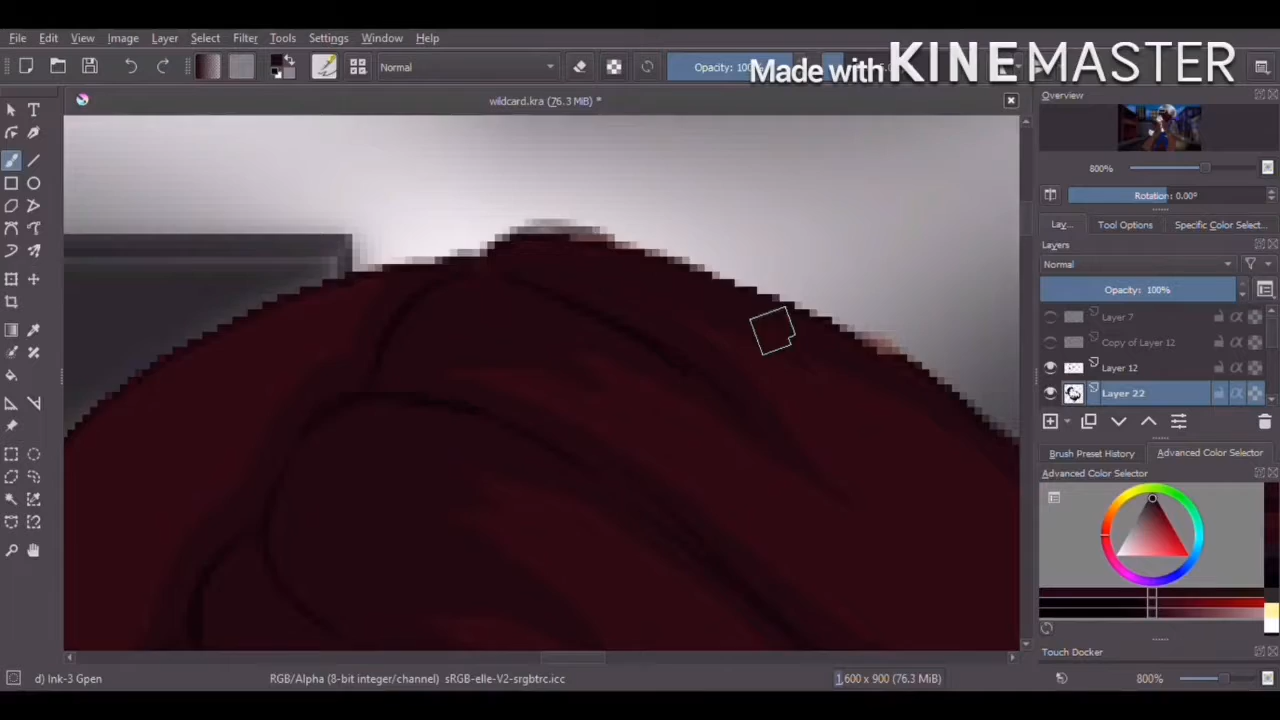 File Edit View Image Layer Select Filter Tools Settings Window Help
Normal
Opacity: 100%
Made with KINEMASTER
wildcard.kra (76.3 MiB) *
Overview
800%
Rotation: 0.00°
Lay... Tool Options Specific Color Select...
Layers
Normal
Opacity: 100%
Layer 7
Copy of Layer 12
Layer 12
Layer 22
Brush Preset History Advanced Color Selector
Advanced Color Selector
Touch Docker
d) Ink-3 Gpen RGB/Alpha (8-bit integer/channel) sRGB-elle-V2-srgbtrc.icc 1,600 x 900 (76.3 MiB) 800%